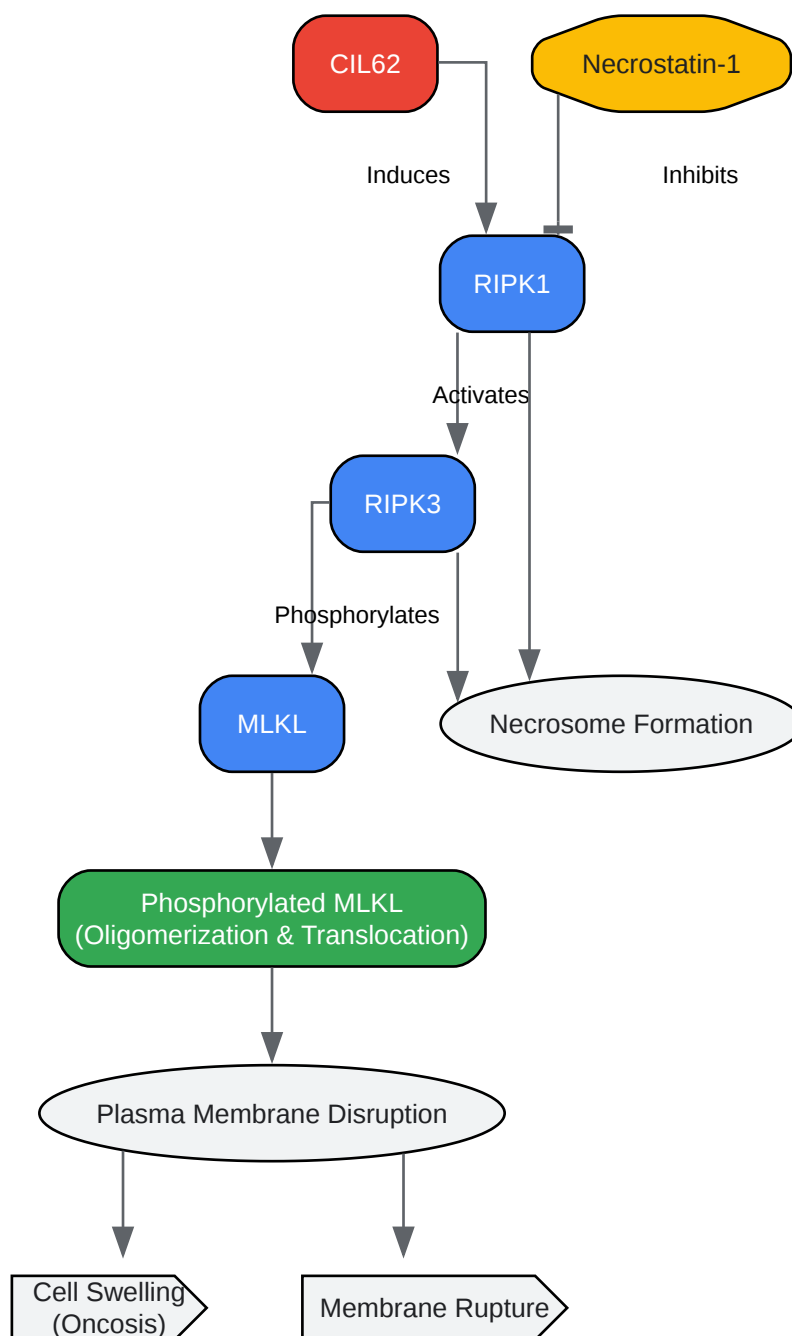 CIL62
Necrostatin-1
Induces
Inhibits
RIPK1
Activates
RIPK3
Phosphorylates
MLKL
Necrosome Formation
Phosphorylated MLKL
(Oligomerization & Translocation)
Plasma Membrane Disruption
Cell Swelling
(Oncosis)
Membrane Rupture